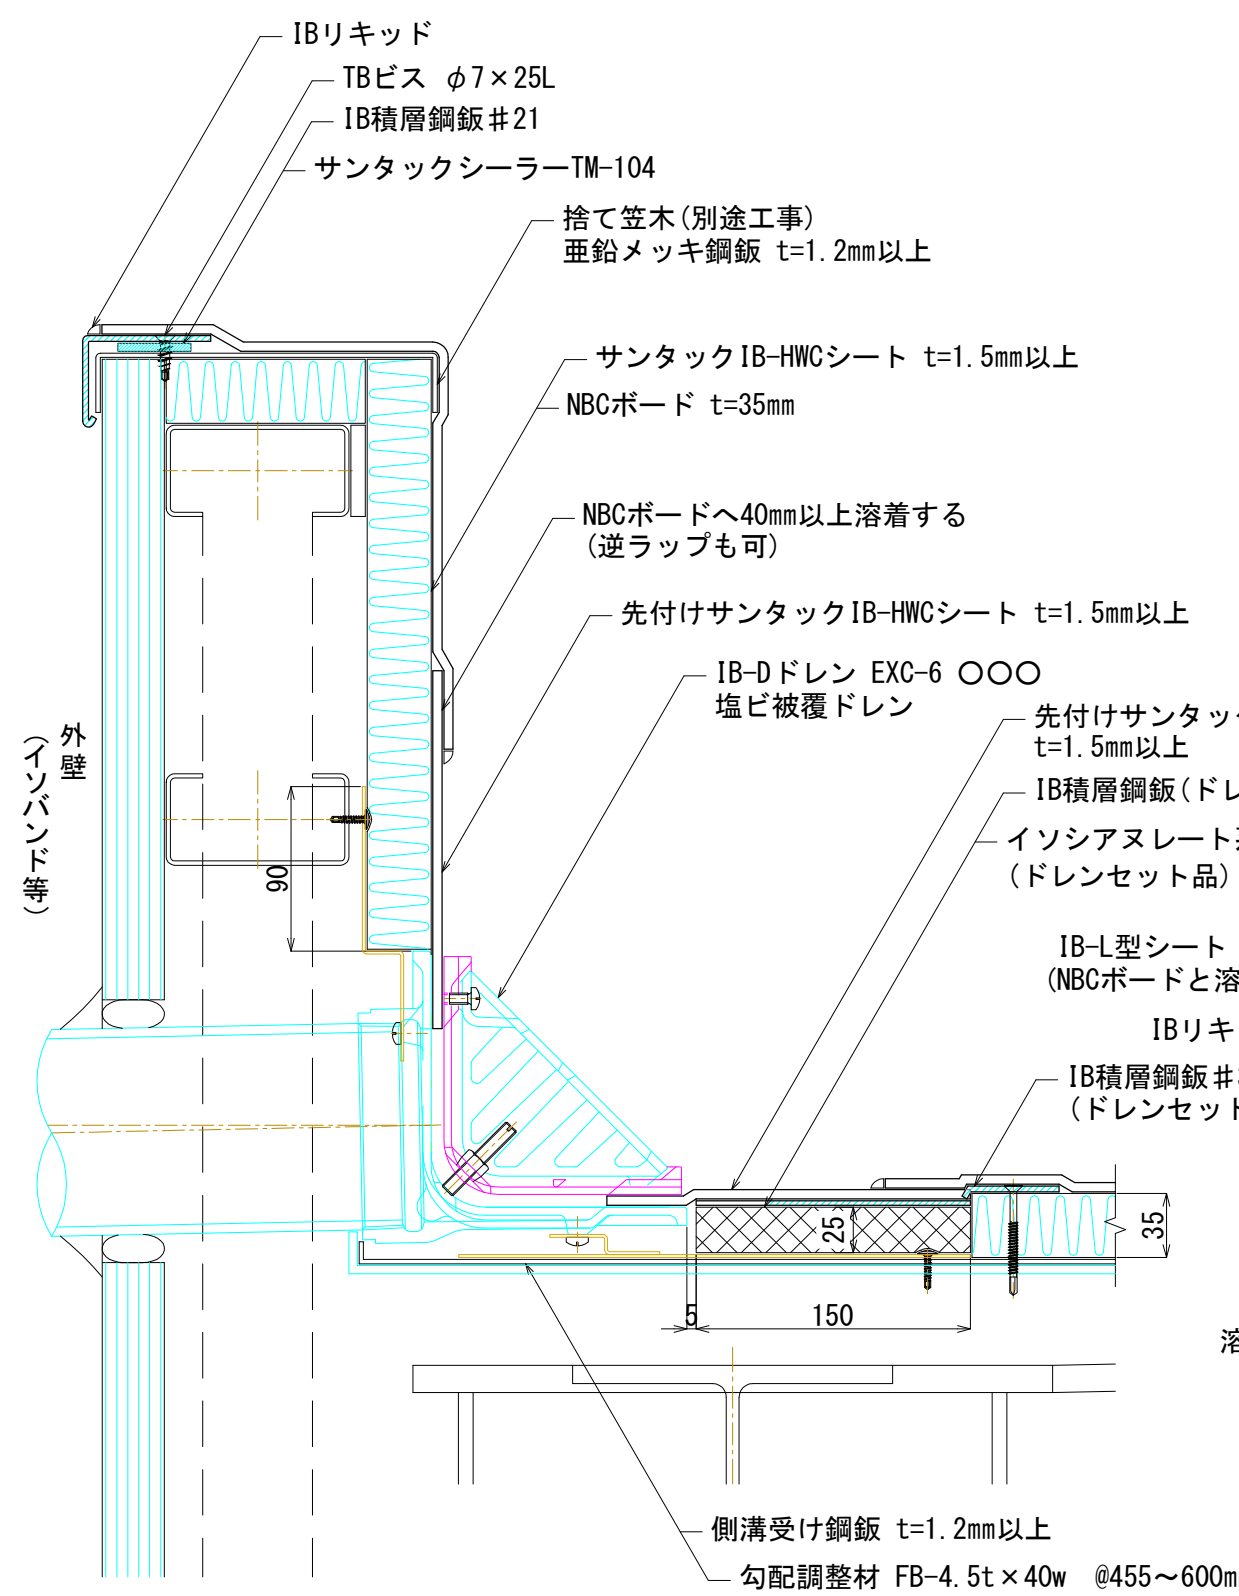 IBリキッド
TBビス φ7×25L
IB積層鋼鈑♯21
サンタックシーラーTM-104
捨て笠木(別途工事)
亜鉛メッキ鋼鈑 t=1.2mm以上
サンタックIB-HWCシート t=1.5mm以上
NBCボード t=35mm
NBCボードへ40mm以上溶着する
(逆ラップも可)
先付けサンタックIB-HWCシート t=1.5mm以上
IB-Dドレン EXC-6 〇〇〇
塩ビ被覆ドレン
先付けサンタック
t=1.5mm以上
IB積層鋼鈑(ドレ
イソシアヌレート
(ドレンセット品)
IB-L型シート
(NBCボードと溶
IBリキ
IB積層鋼鈑♯
(ドレンセット
外壁
(イソバンド等)
90
25
35
5
150
溶
側溝受け鋼鈑 t=1.2mm以上
勾配調整材 FB-4.5t×40w @455〜600m